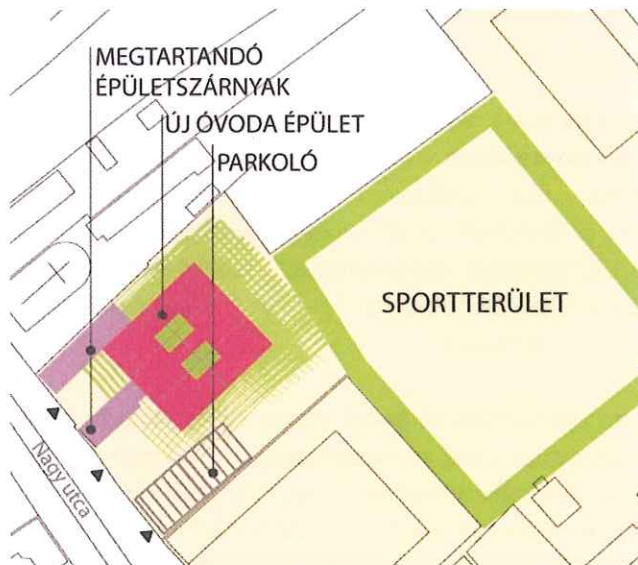 MEGTARTANDÓ
ÉPÜLETSZÁRNYAK
ÚJ ÓVODA ÉPÜLET
PARKOLÓ
SPORTTERÜLET
Nagy utca